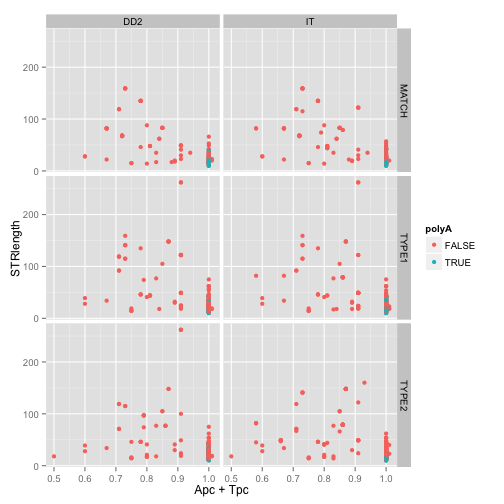 DD2 IT
200
100
0
MATCH
200
100
0
TYPE1
200
100
0
TYPE2
STRlength
0.5 0.6 0.7 0.8 0.9 1.0 0.5 0.6 0.7 0.8 0.9 1.0
Apc + Tpc
polyA
FALSE
TRUE